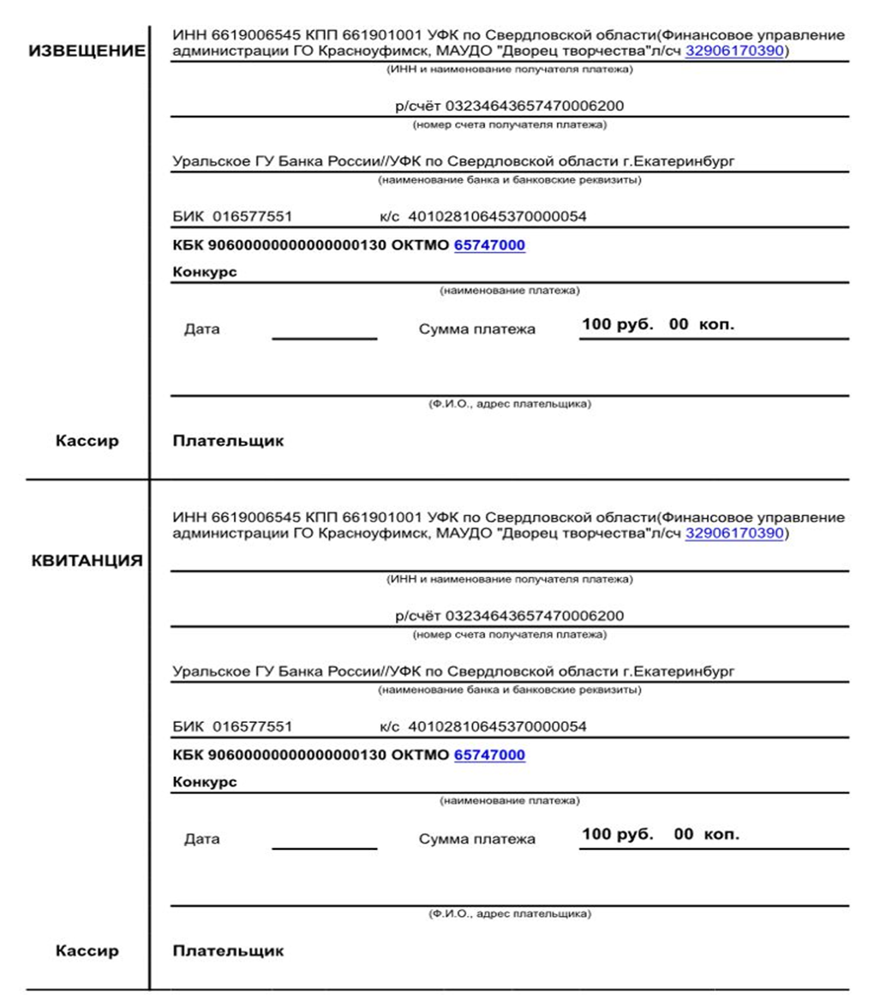 ИЗВЕЩЕНИЕ
ИНН 6619006545 КПП 661901001 УФК по Свердловской области(Финансовое управление
администрации ГО Красноуфимск, МАУДО "Дворец творчества"л/сч 32906170390)
(ИНН и наименование получателя платежа)
р/счёт 03234643657470006200
(номер счета получателя платежа)
Уральское ГУ Банка России//УФК по Свердловской области г.Екатеринбург
(наименование банка и банковские реквизиты)
БИК 016577551 к/с 40102810645370000054
КБК 90600000000000000130 ОКТМО 65747000
Конкурс
(наименование платежа)
Дата Сумма платежа 100 руб. 00 коп.
(Ф.И.О., адрес плательщика)
Кассир Плательщик
ИНН 6619006545 КПП 661901001 УФК по Свердловской области(Финансовое управление
администрации ГО Красноуфимск, МАУДО "Дворец творчества"л/сч 32906170390)
КВИТАНЦИЯ
(ИНН и наименование получателя платежа)
р/счёт 03234643657470006200
(номер счета получателя платежа)
Уральское ГУ Банка России//УФК по Свердловской области г.Екатеринбург
(наименование банка и банковские реквизиты)
БИК 016577551 к/с 40102810645370000054
КБК 90600000000000000130 ОКТМО 65747000
Конкурс
(наименование платежа)
Дата Сумма платежа 100 руб. 00 коп.
(Ф.И.О., адрес плательщика)
Кассир Плательщик